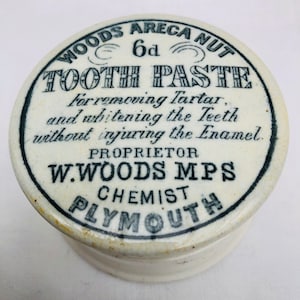 WOODS ARECA NUT
6d
TOOTH PASTE
For removing Tartar,
and whitening the Teeth
without injuring the Enamel.
PROPRIETOR
W. WOODS MPS
CHEMIST
PLYMOUTH